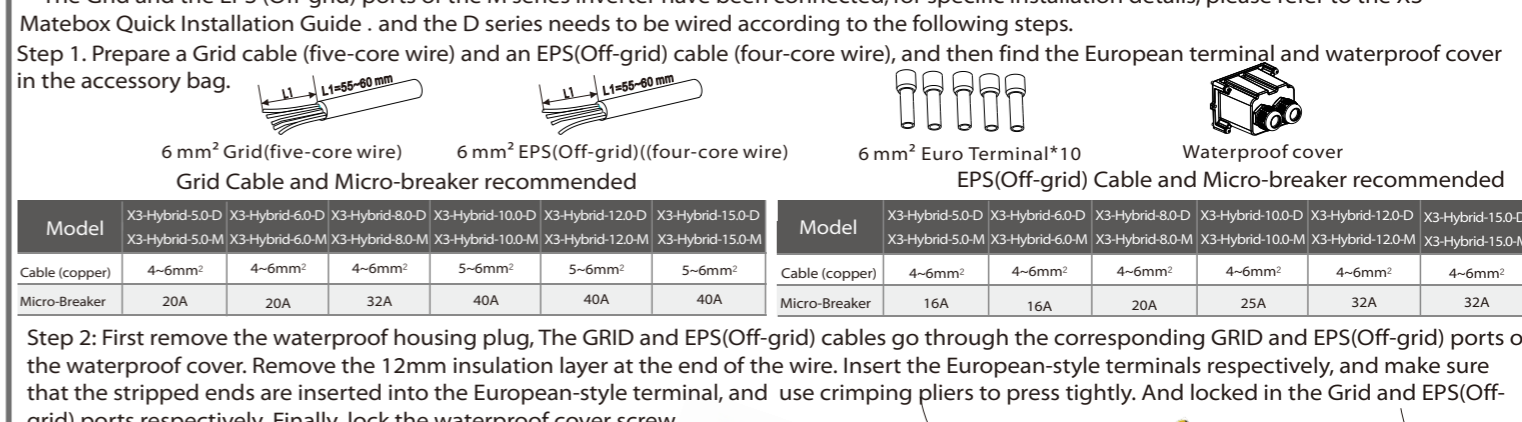 The Grid and the EPS (Off-grid) ports of the M series inverter have been connected, for specific installation details, please refer to the X3-
Matebox Quick Installation Guide . and the D series needs to be wired according to the following steps.
Step 1. Prepare a Grid cable (five-core wire) and an EPS(Off-grid) cable (four-core wire), and then find the European terminal and waterproof cover
in the accessory bag.
L1 L1=55~60 mm
L1 L1=55~60 mm
6 mm² Grid(five-core wire)
6 mm² EPS(Off-grid)((four-core wire)
6 mm² Euro Terminal*10
Waterproof cover
Grid Cable and Micro-breaker recommended
Model X3-Hybrid-5.0-D X3-Hybrid-6.0-D X3-Hybrid-8.0-D X3-Hybrid-10.0-D X3-Hybrid-12.0-D X3-Hybrid-15.0-D
X3-Hybrid-5.0-M X3-Hybrid-6.0-M X3-Hybrid-8.0-M X3-Hybrid-10.0-M X3-Hybrid-12.0-M X3-Hybrid-15.0-M
Cable (copper) 4~6mm² 4~6mm² 4~6mm² 5~6mm² 5~6mm² 5~6mm²
Micro-Breaker 20A 20A 32A 40A 40A 40A
EPS(Off-grid) Cable and Micro-breaker recommended
Model X3-Hybrid-5.0-D X3-Hybrid-6.0-D X3-Hybrid-8.0-D X3-Hybrid-10.0-D X3-Hybrid-12.0-D X3-Hybrid-15.0-D
X3-Hybrid-5.0-M X3-Hybrid-6.0-M X3-Hybrid-8.0-M X3-Hybrid-10.0-M X3-Hybrid-12.0-M X3-Hybrid-15.0-M
Cable (copper) 4~6mm² 4~6mm² 4~6mm² 4~6mm² 4~6mm² 4~6mm²
Micro-Breaker 16A 16A 20A 25A 32A 32A
Step 2: First remove the waterproof housing plug, The GRID and EPS(Off-grid) cables go through the corresponding GRID and EPS(Off-grid) ports o
the waterproof cover. Remove the 12mm insulation layer at the end of the wire. Insert the European-style terminals respectively, and make sure
that the stripped ends are inserted into the European-style terminal, and use crimping pliers to press tightly. And locked in the Grid and EPS(Off-
grid) ports respectively. Finally, lock the waterproof cover screw